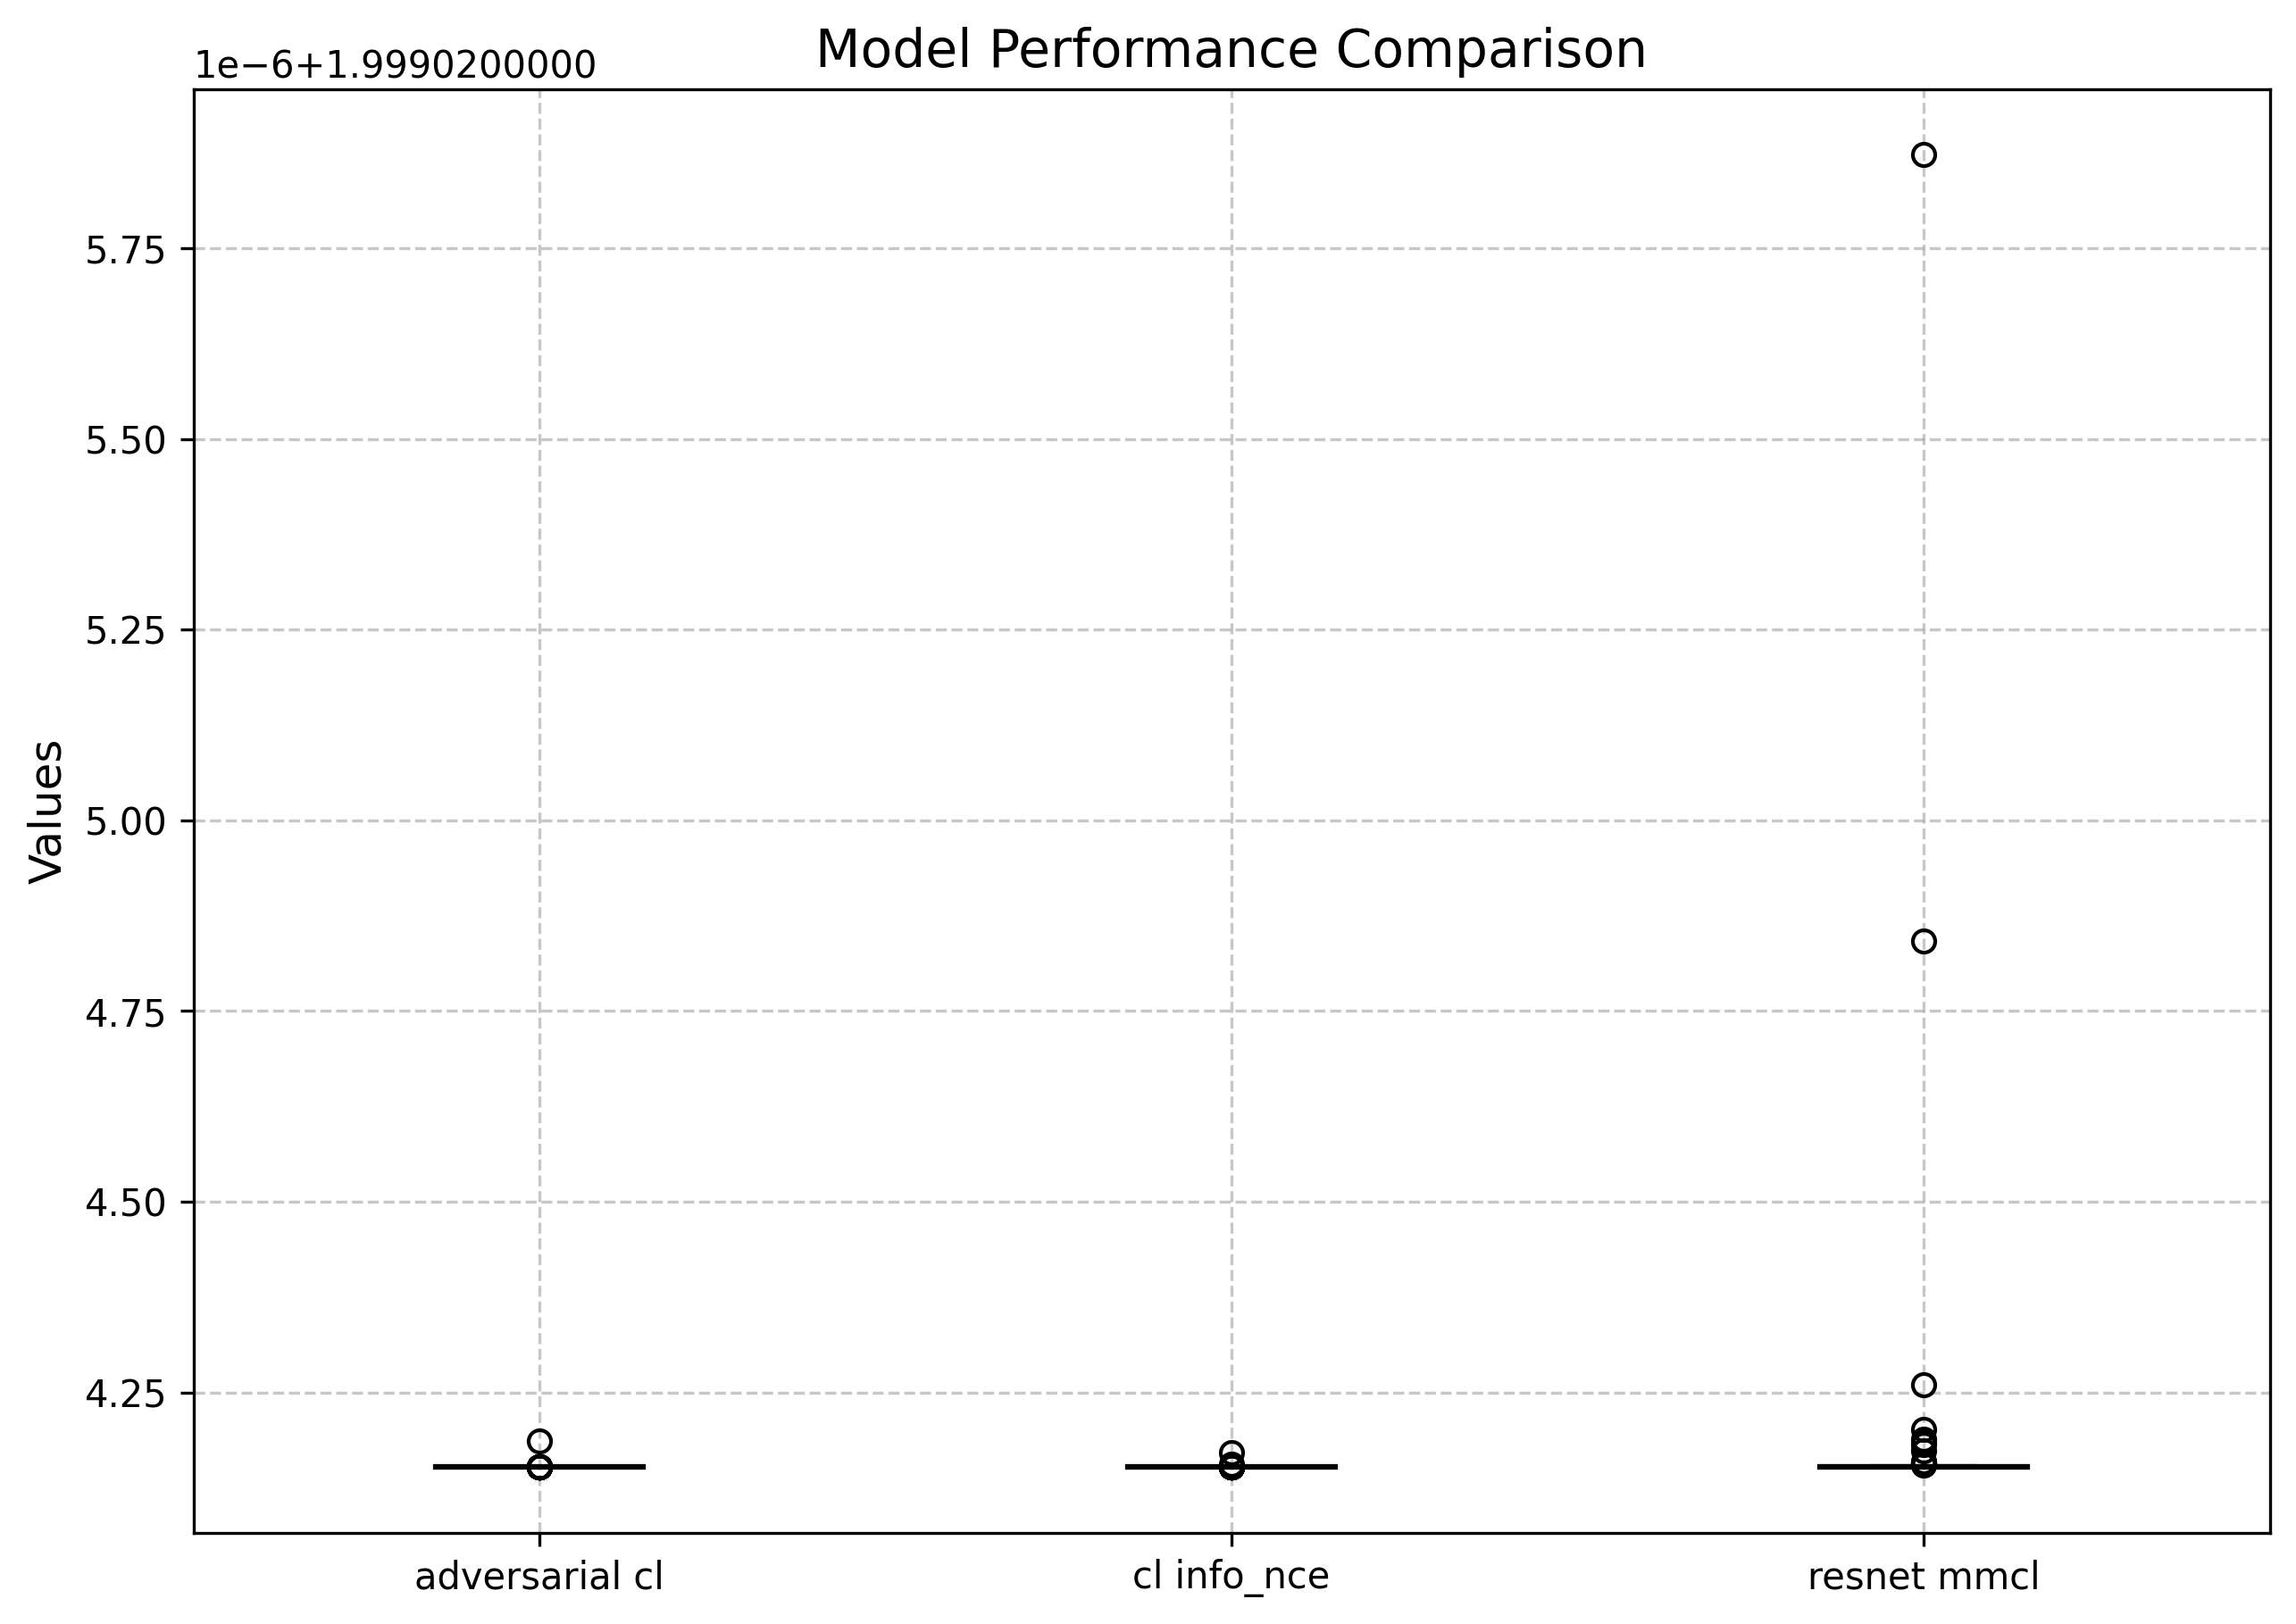 Model Performance Comparison
1e−6+1.9990200000
5.75
5.50
5.25
5.00
4.75
4.50
4.25
Values
adversarial cl
cl info_nce
resnet mmcl